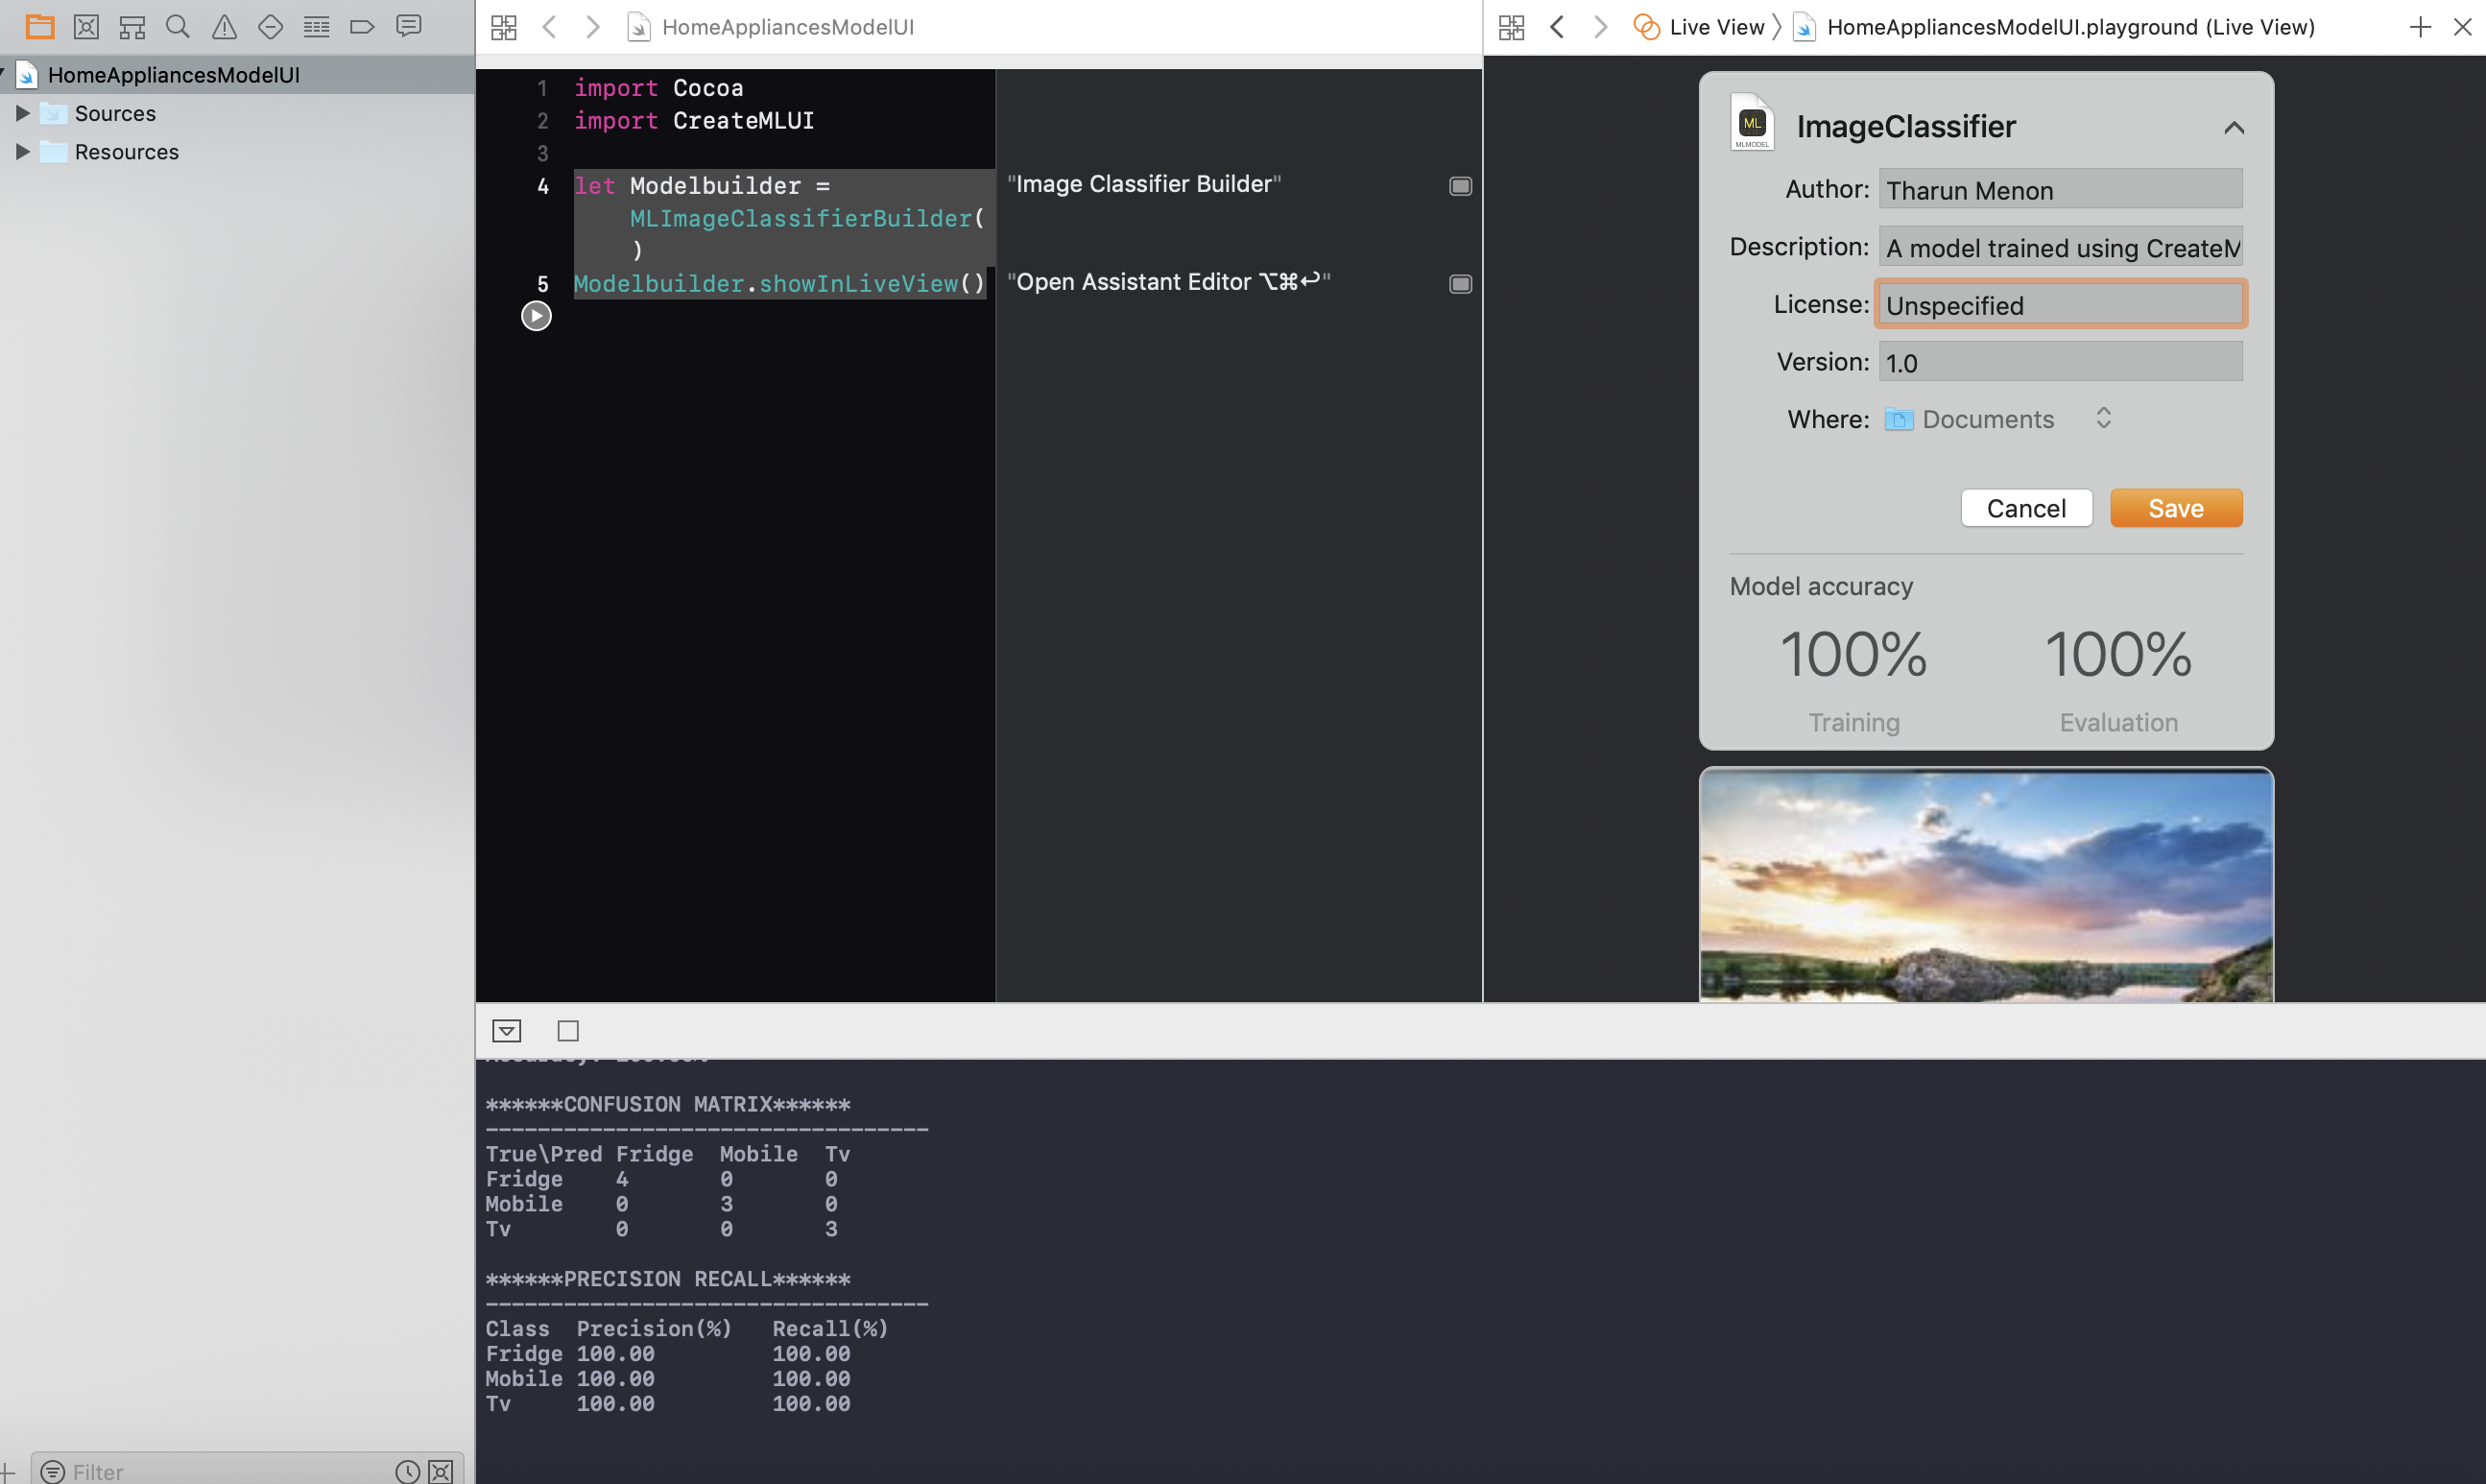 HomeAppliancesModelUI
Live View
HomeAppliancesModelUI.playground (Live View)
HomeAppliancesModelUI
Sources
Resources
1 import Cocoa
2 import CreateMLUI
3
4 let Modelbuilder =
MLImageClassifierBuilder(
)
5 Modelbuilder.showInLiveView()
"Image Classifier Builder"
"Open Assistant Editor ⌥⌘↩"
ML
MLMODEL
ImageClassifier
Author: Tharun Menon
Description: A model trained using CreateM
License: Unspecified
Version: 1.0
Where: Documents
Cancel Save
Model accuracy
100% 100%
Training Evaluation
******CONFUSION MATRIX******
----------------------------------
True\Pred Fridge Mobile Tv
Fridge 4 0 0
Mobile 0 3 0
Tv 0 0 3
******PRECISION RECALL******
----------------------------------
Class Precision(%) Recall(%)
Fridge 100.00 100.00
Mobile 100.00 100.00
Tv 100.00 100.00
Filter